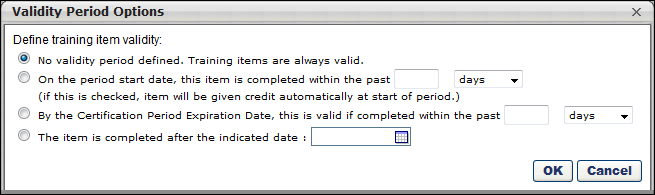 Validity Period Options
Define training item validity:
No validity period defined. Training items are always valid.
On the period start date, this item is completed within the past days
(if this is checked, item will be given credit automatically at start of period.)
By the Certification Period Expiration Date, this is valid if completed within the past days
The item is completed after the indicated date :
OK Cancel